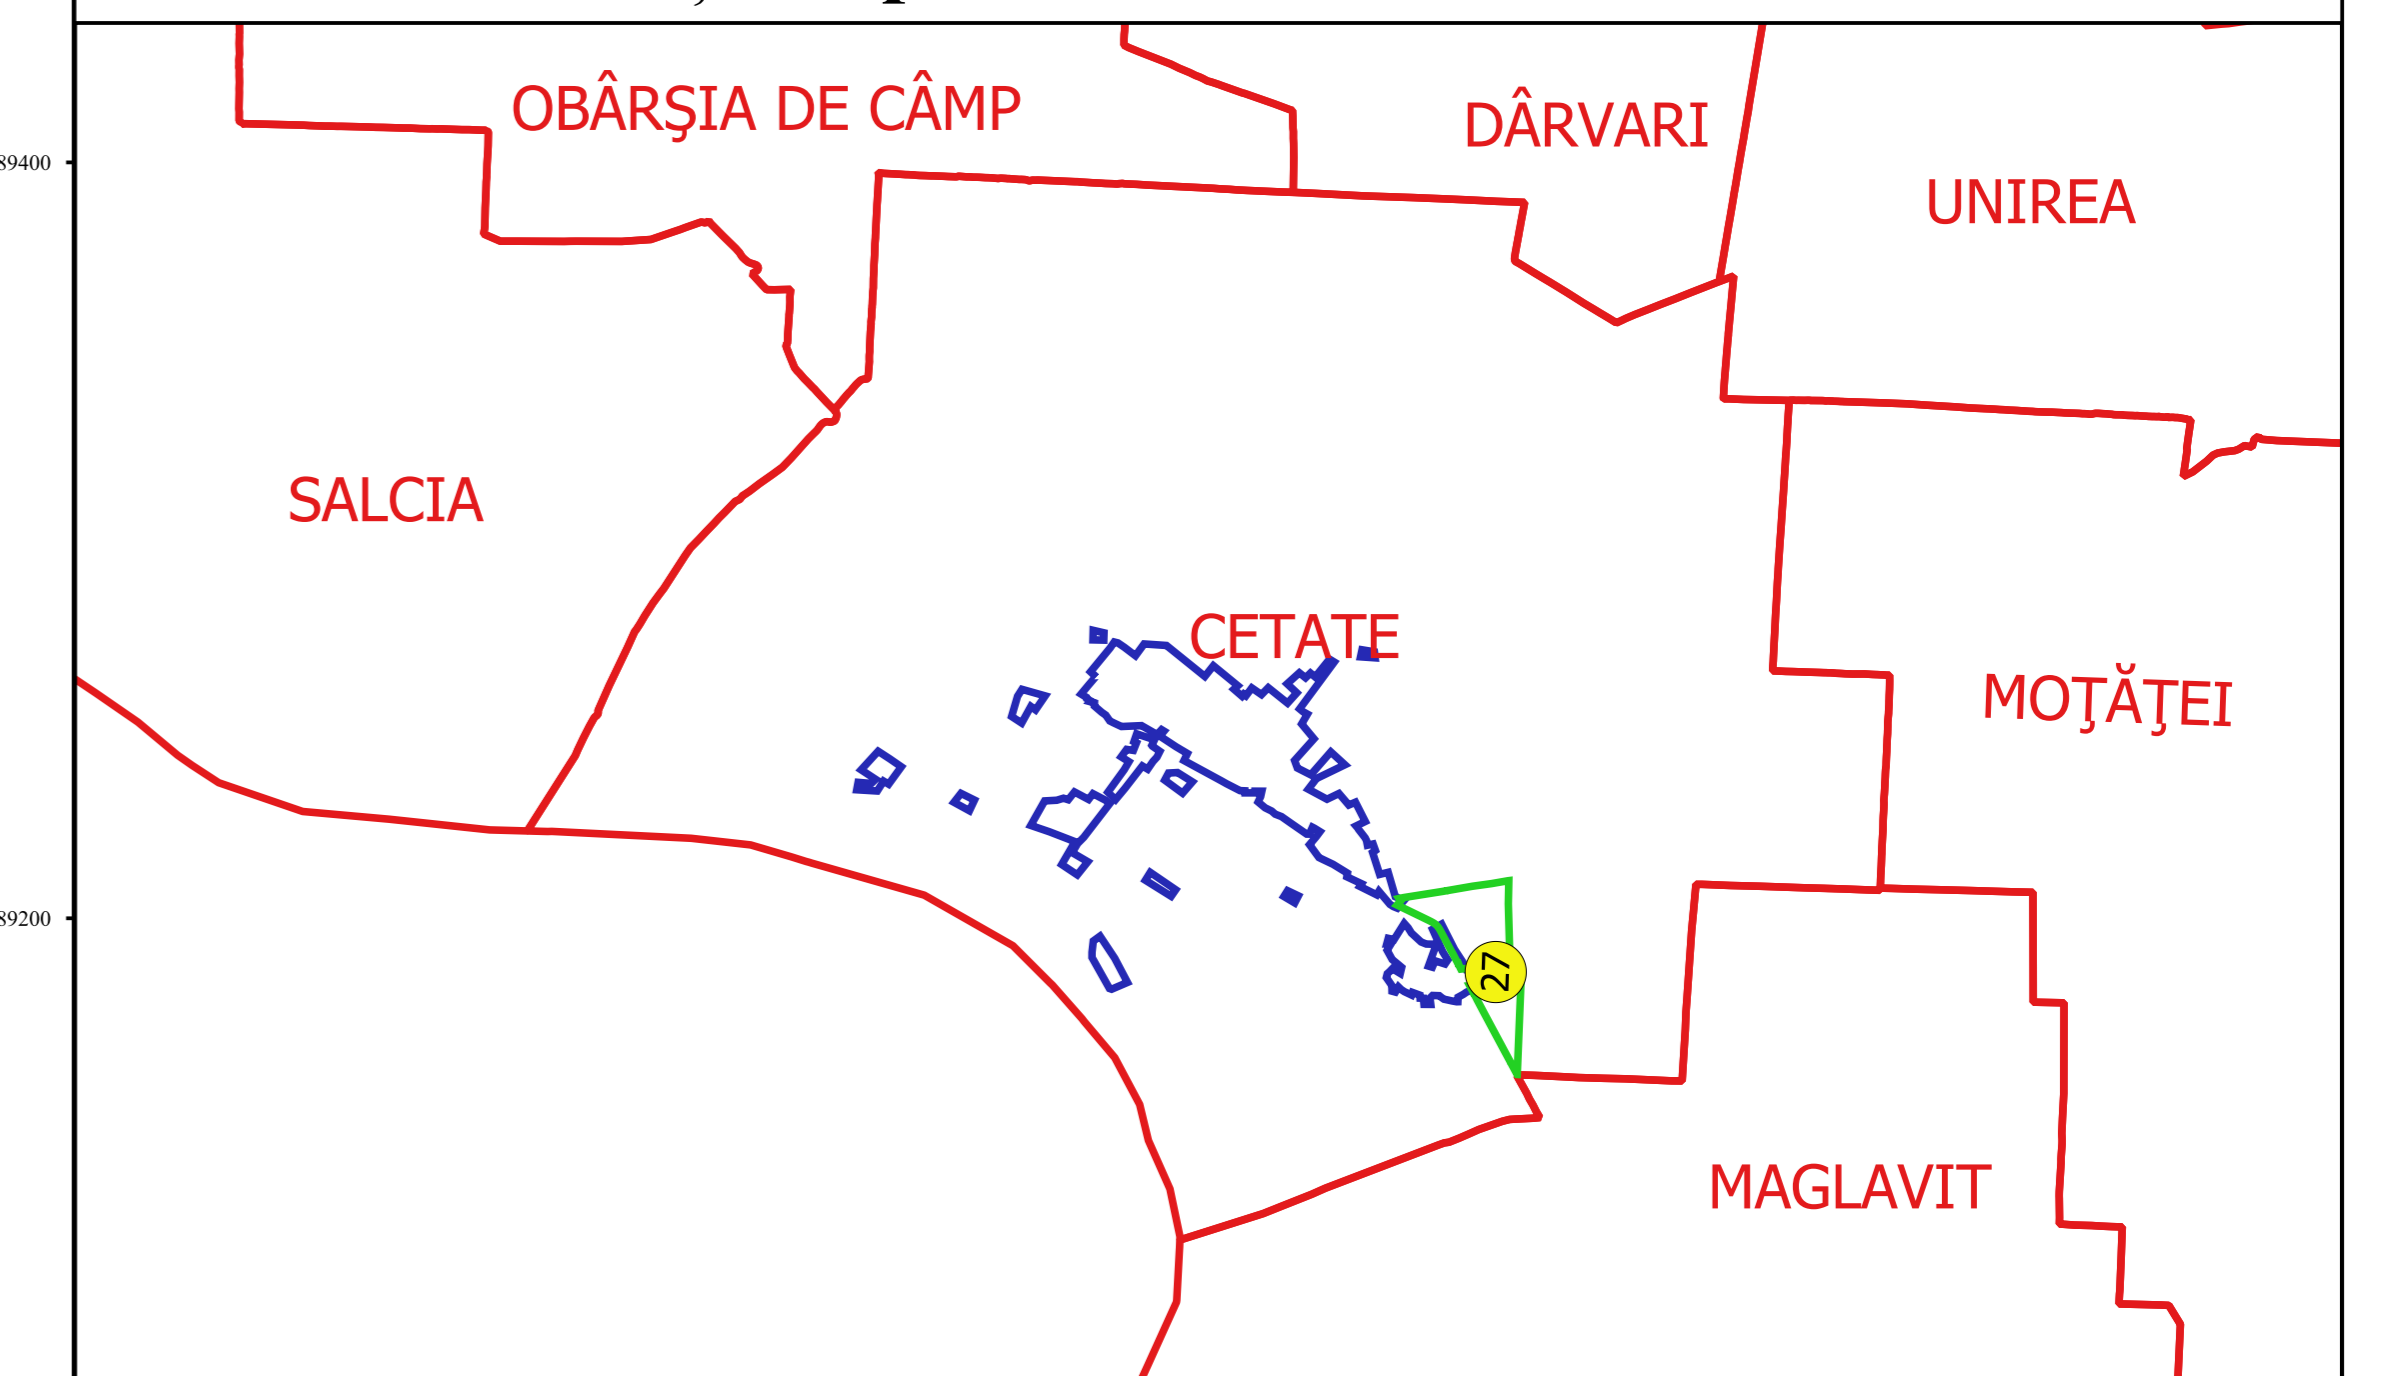 OBÂRŞIA DE CÂMP
DÂRVARI
89400
UNIREA
SALCIA
CETATE
MOŢĂŢEI
89200
27
MAGLAVIT